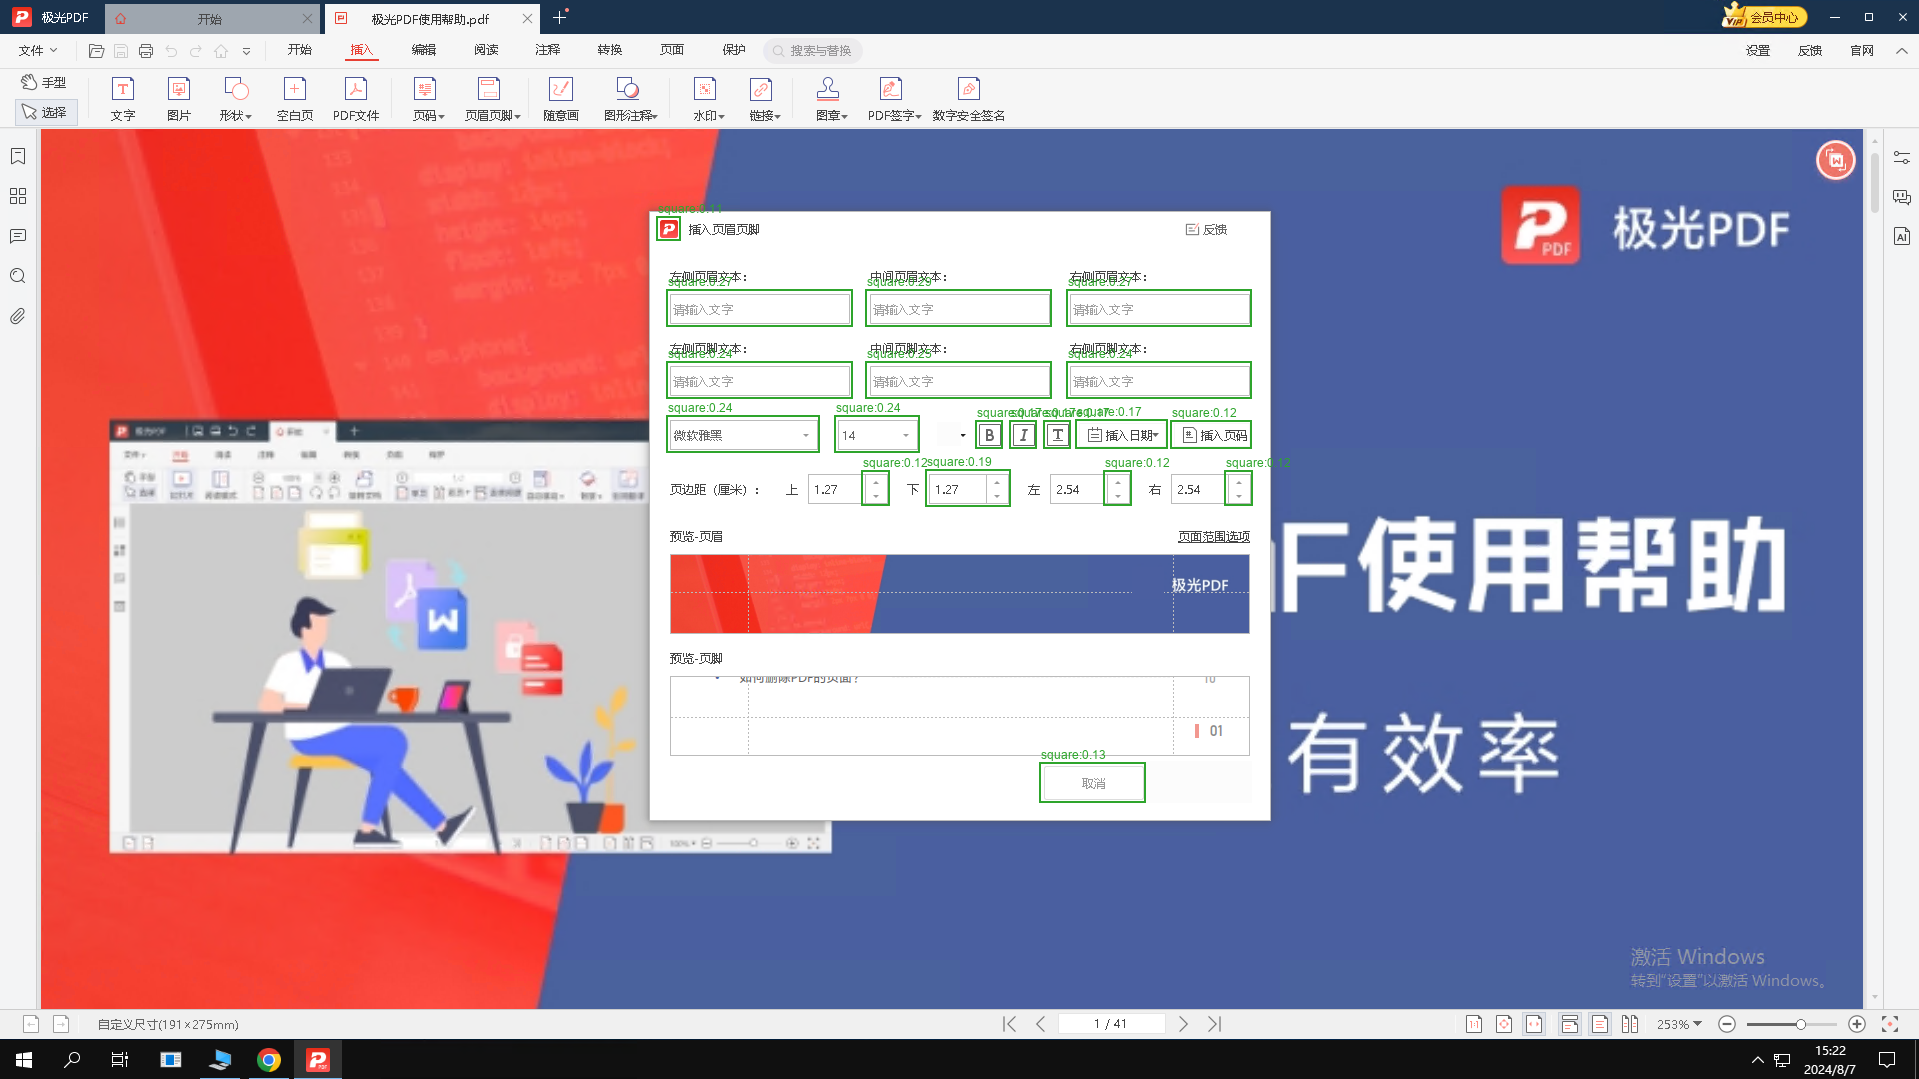 极光PDF
开始
极光PDF使用帮助.pdf
VIP 会员中心
文件
开始
插入
编辑
阅读
注释
转换
页面
保护
搜索与替换
设置
反馈
官网
手型
选择
文字
图片
形状
空白页
PDF文件
页码
页眉页脚
随意画
图形注释
水印
链接
图章
PDF签字
数字安全签名
极光PDF
PDF
square:0.11
插入页眉页脚
反馈
左侧页眉文本：
中间页眉文本：
右侧页眉文本：
square:0.27
square:0.29
square:0.27
请输入文字
请输入文字
请输入文字
左侧页脚文本：
中间页脚文本：
右侧页脚文本：
square:0.24
square:0.25
square:0.24
请输入文字
请输入文字
请输入文字
square:0.24
square:0.24
square:0.17
square:0.12
微软雅黑
14
B
I
T
插入日期
插入页码
square:0.12
square:0.19
square:0.12
square:0.12
页边距（厘米）：
上
1.27
下
1.27
左
2.54
右
2.54
预览-页眉
页面范围选项
极光PDF
预览-页脚
如何删除PDF的页面？
10
01
square:0.13
取消
F使用帮助
有效率
激活 Windows
转到"设置"以激活 Windows。
自定义尺寸(191×275mm)
1 / 41
253%
15:22
2024/8/7